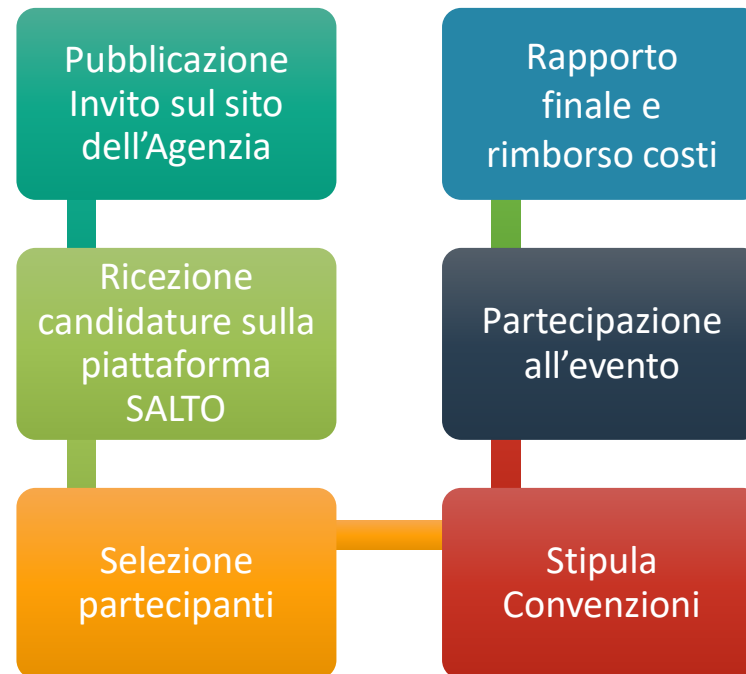 Pubblicazione
Invito sul sito
dell’Agenzia
Ricezione
candidature sulla
piattaforma
SALTO
Selezione
partecipanti
Stipula
Convenzioni
Partecipazione
all’evento
Rapporto
finale e
rimborso costi